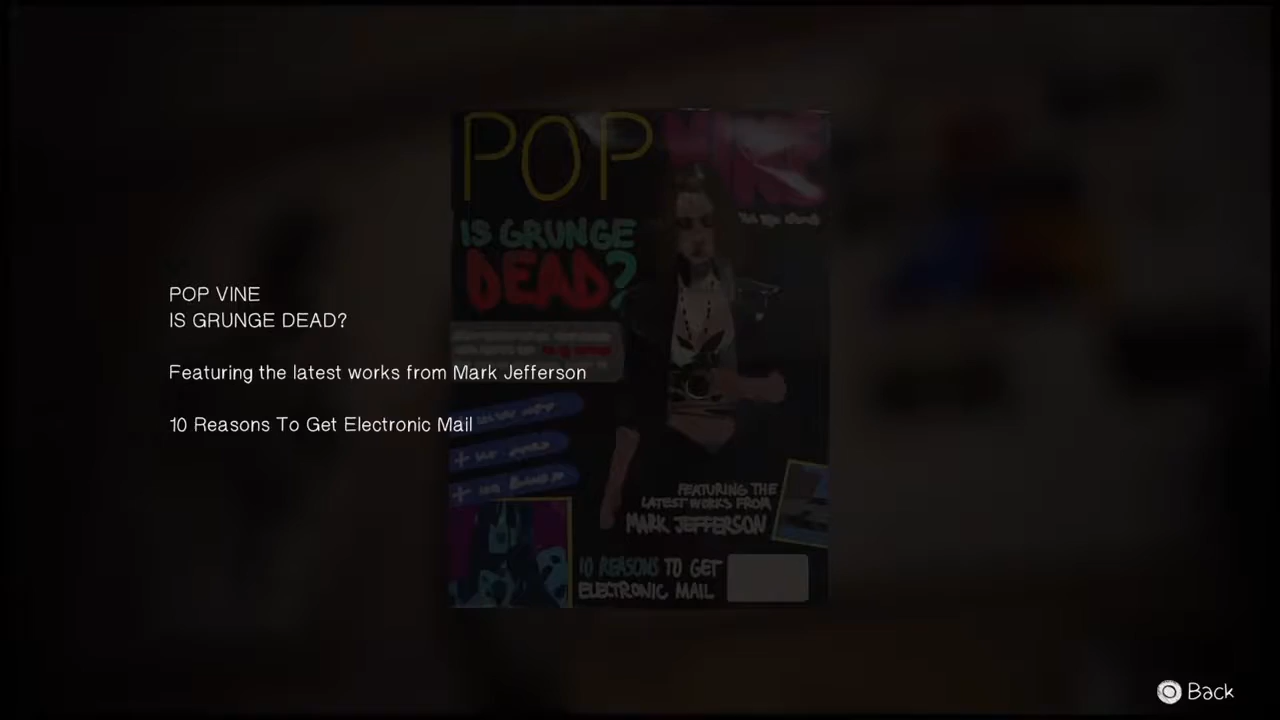 POP VINE
IS GRUNGE DEAD?
Featuring the latest works from Mark Jefferson
10 Reasons To Get Electronic Mail
POP VINE
IS GRUNGE
DEAD?
FEATURING THE
LATEST WORKS FROM
MARK JEFFERSON
10 REASONS TO GET
ELECTRONIC MAIL
Back